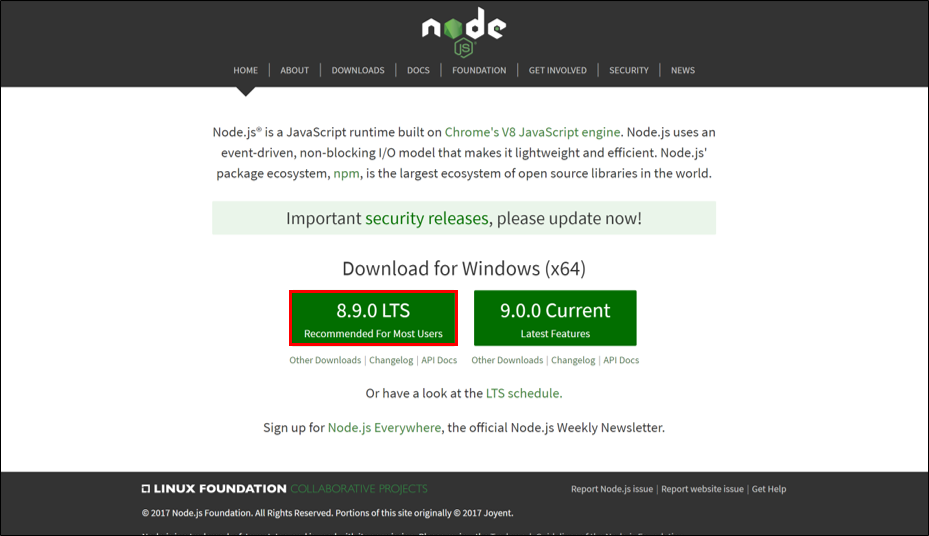 node
JS
HOME | ABOUT | DOWNLOADS | DOCS | FOUNDATION | GET INVOLVED | SECURITY | NEWS
Node.js® is a JavaScript runtime built on Chrome's V8 JavaScript engine. Node.js uses an
event-driven, non-blocking I/O model that makes it lightweight and efficient. Node.js'
package ecosystem, npm, is the largest ecosystem of open source libraries in the world.
Important security releases, please update now!
Download for Windows (x64)
8.9.0 LTS
Recommended For Most Users
9.0.0 Current
Latest Features
Other Downloads | Changelog | API Docs
Other Downloads | Changelog | API Docs
Or have a look at the LTS schedule.
Sign up for Node.js Everywhere, the official Node.js Weekly Newsletter.
LINUX FOUNDATION COLLABORATIVE PROJECTS
Report Node.js issue | Report website issue | Get Help
© 2017 Node.js Foundation. All Rights Reserved. Portions of this site originally © 2017 Joyent.